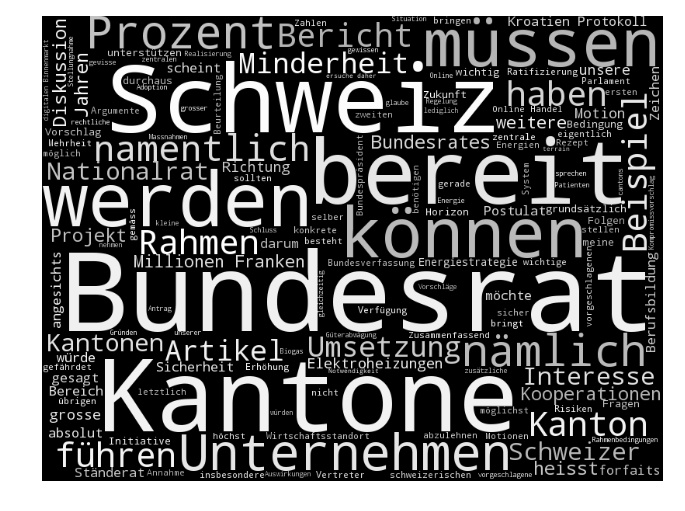 Prozent
Bericht
müssen
Zahlen
Kroatien Protokoll
Situation
bringen
gewissen
Realisierung
zentralen
unterstützen
Diskussion
Jahren
digitalen Binnenmarkt
Stellungnahme
gewisse
scheint
Minderheit
ersuche daher
Online
wichtig
Ratifizierung
unsere
Parlament
ersten
Zeichen
durchaus
Adoption
Schweiz
Zukunft
haben
Argumente
grosser
Beurteilung
glaube
Regelung
lediglich
Online Handel
Motion
rechtliche
zweiten
weitere
Bedingung
Vorschlag
Massnahmen
Mehrheit
möglich
namentlich
Bundesrates
zentrale
eigentlich
Energien
Rezept
terrain
Beispiel
Nationalrat
Richtung
sollten
Bundespräsident
bereit
benötigen
gerade
System
sprechen
Patienten
cantons
Kompromissvorschlag
werden
Energie
Horizon
Postulat
grundsätzlich
Folgen
kleine
selber
können
stellen
meine
Projekt
gemäss
Rahmen
Schluss
konkrete
darum
besteht
nehmen
Millionen Franken
Bundesverfassung
Energiestrategie
wichtige
vorgeschlagenen
Berufsbildung
angesichts
Bundesrat
gleichzeitig
Vorschläge
möchte
Antrag
Verfügung
sicher
bringt
Gründen
unserer
Güterabwägung
Zusammenfassend
Kantonen
Artikel
Biogas
Umsetzung
nämlich
würde
gefährdet
Sicherheit
Erhöhung
Elektroheizungen
Notwendigkeit
zusätzliche
gesagt
Bereich
übrigen
letztlich
Kantone
nicht
Interesse
Kooperationen
grosse
würden
möglichst
Risiken
Fragen
absolut
Initiative
höchst
Wirtschaftsstandort
abzulehnen
Motionen
Kanton
Rahmenbedingungen
führen
Unternehmen
Schweizer
Ständerat
Annahme
insbesondere
Auswirkungen
Vertreter
schweizerischen
vorgeschlagene
heisst
forfaits